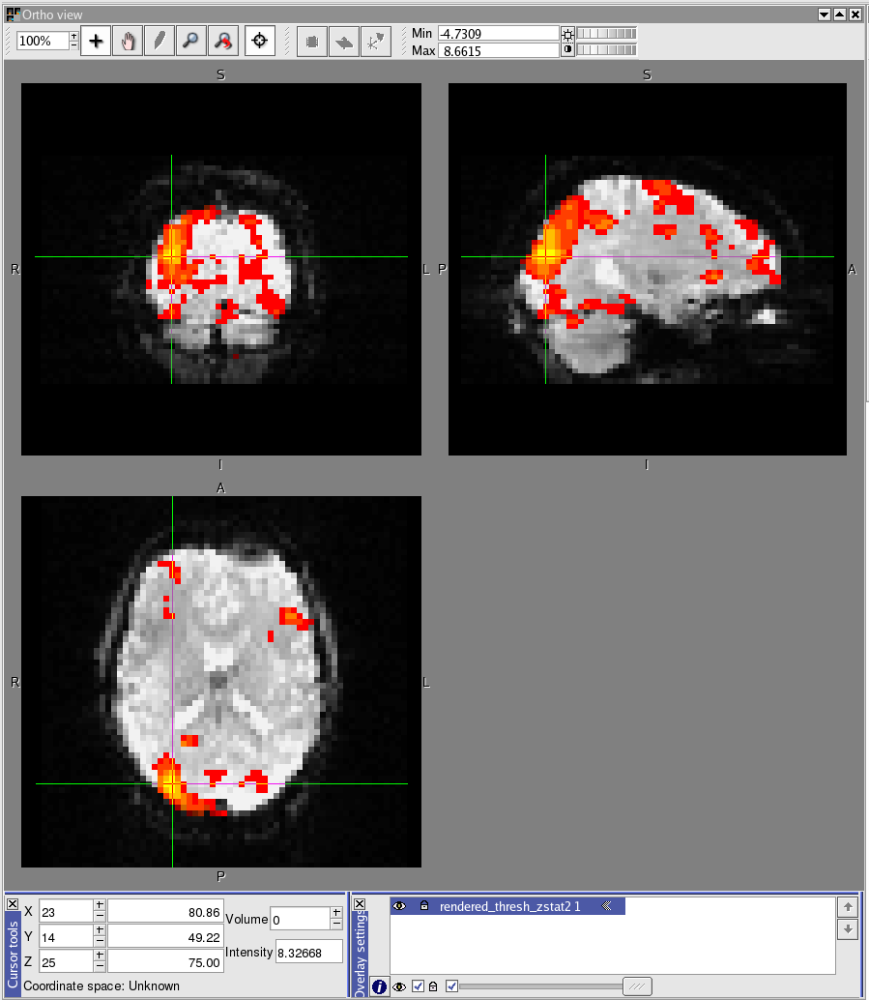 Ortho view
100%
Min -4.7309
Max 8.6615
S
S
R
L
P
A
I
I
A
R
L
P
Cursor tools
X 23 80.86
Y 14 49.22
Z 25 75.00
Volume 0
Intensity 8.32668
Coordinate space: Unknown
Overlay settings
rendered_thresh_zstat2 1